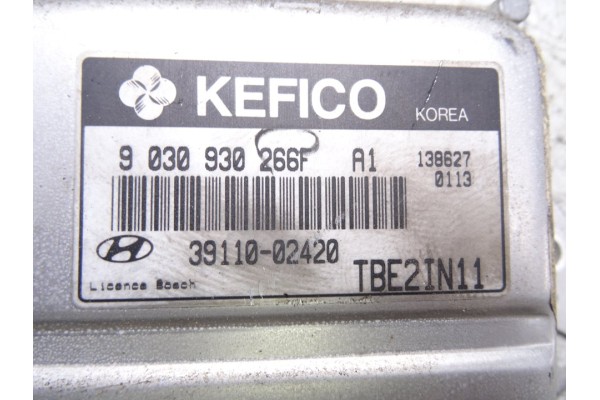 KEFICO KOREA
9 030 930 266F A1 138627
0113
39110-02420
TBE2IN11
Licence Bosch